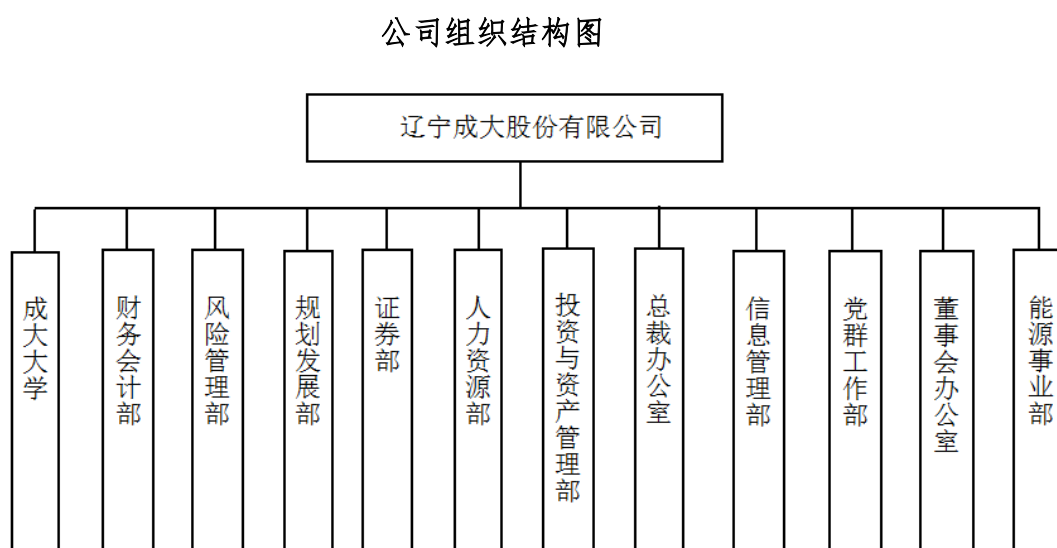 公司组织结构图
辽宁成大股份有限公司
成大大学
财务会计部
风险管理部
规划发展部
证券部
人力资源部
投资与资产管理部
总裁办公室
信息管理部
党群工作部
董事会办公室
能源事业部